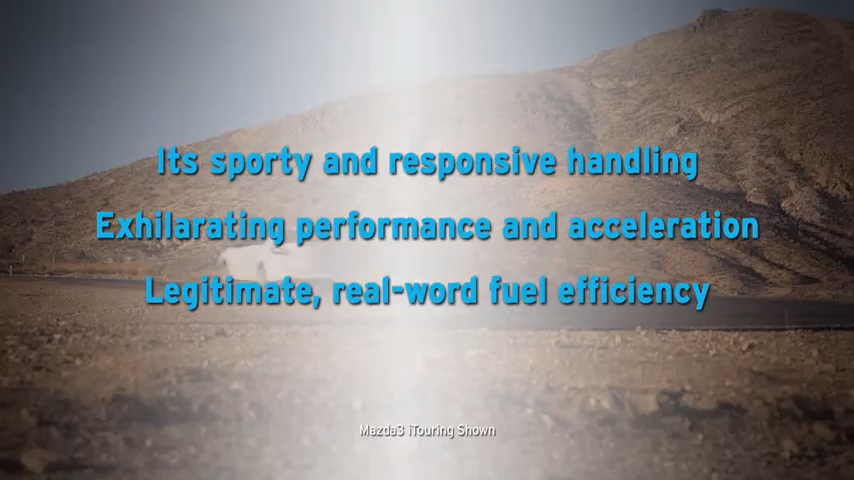 Its sporty and responsive handling
Exhilarating performance and acceleration
Legitimate, real-word fuel efficiency
Mazda3 iTouring Shown